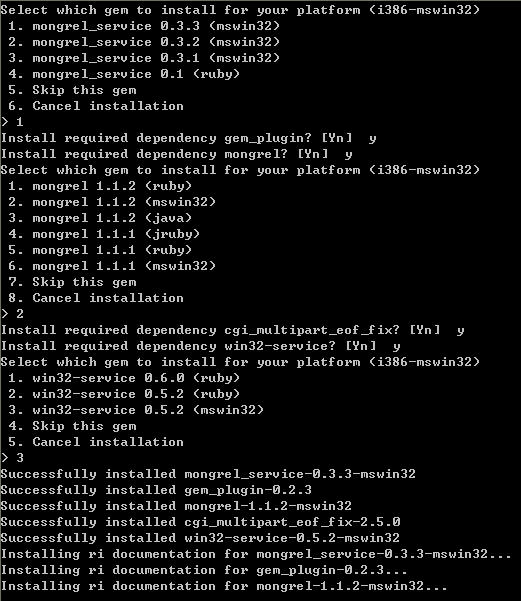 Select which gem to install for your platform (i386-mswin32)
1. mongrel_service 0.3.3 (mswin32)
2. mongrel_service 0.3.2 (mswin32)
3. mongrel_service 0.3.1 (mswin32)
4. mongrel_service 0.1 (ruby)
5. Skip this gem
6. Cancel installation
> 1
Install required dependency gem_plugin? [Yn]  y
Install required dependency mongrel? [Yn]  y
Select which gem to install for your platform (i386-mswin32)
1. mongrel 1.1.2 (ruby)
2. mongrel 1.1.2 (mswin32)
3. mongrel 1.1.2 (java)
4. mongrel 1.1.1 (jruby)
5. mongrel 1.1.1 (ruby)
6. mongrel 1.1.1 (mswin32)
7. Skip this gem
8. Cancel installation
> 2
Install required dependency cgi_multipart_eof_fix? [Yn]  y
Install required dependency win32-service? [Yn]  y
Select which gem to install for your platform (i386-mswin32)
1. win32-service 0.6.0 (ruby)
2. win32-service 0.5.2 (ruby)
3. win32-service 0.5.2 (mswin32)
4. Skip this gem
5. Cancel installation
> 3
Successfully installed mongrel_service-0.3.3-mswin32
Successfully installed gem_plugin-0.2.3
Successfully installed mongrel-1.1.2-mswin32
Successfully installed cgi_multipart_eof_fix-2.5.0
Successfully installed win32-service-0.5.2-mswin32
Installing ri documentation for mongrel_service-0.3.3-mswin32...
Installing ri documentation for gem_plugin-0.2.3...
Installing ri documentation for mongrel-1.1.2-mswin32...